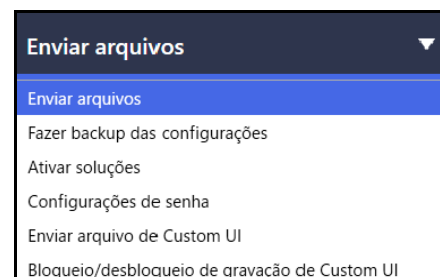 Enviar arquivos
Enviar arquivos
Fazer backup das configurações
Ativar soluções
Configurações de senha
Enviar arquivo de Custom UI
Bloqueio/desbloqueio de gravação de Custom UI